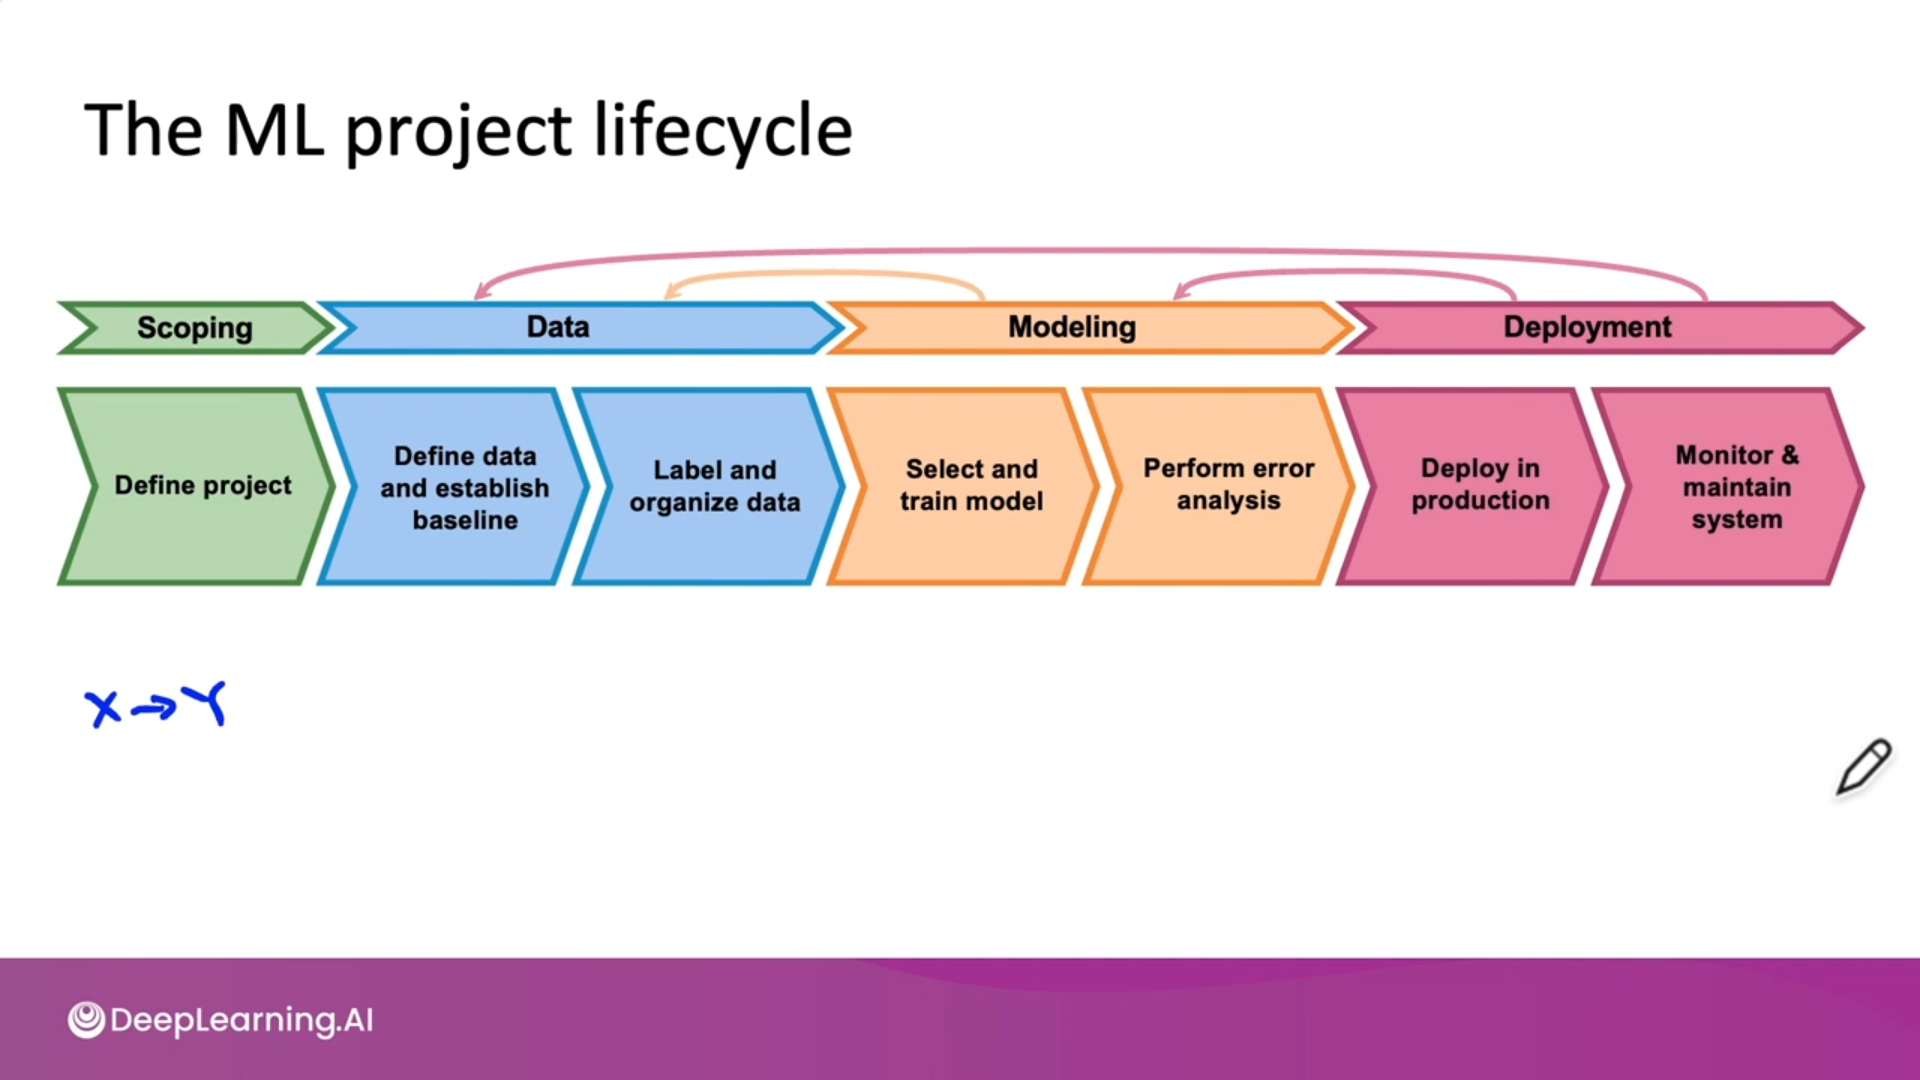 The ML project lifecycle
Scoping
Data
Modeling
Deployment
Define project
Define data
and establish
baseline
Label and
organize data
Select and
train model
Perform error
analysis
Deploy in
production
Monitor &
maintain
system
X → Y
DeepLearning.AI